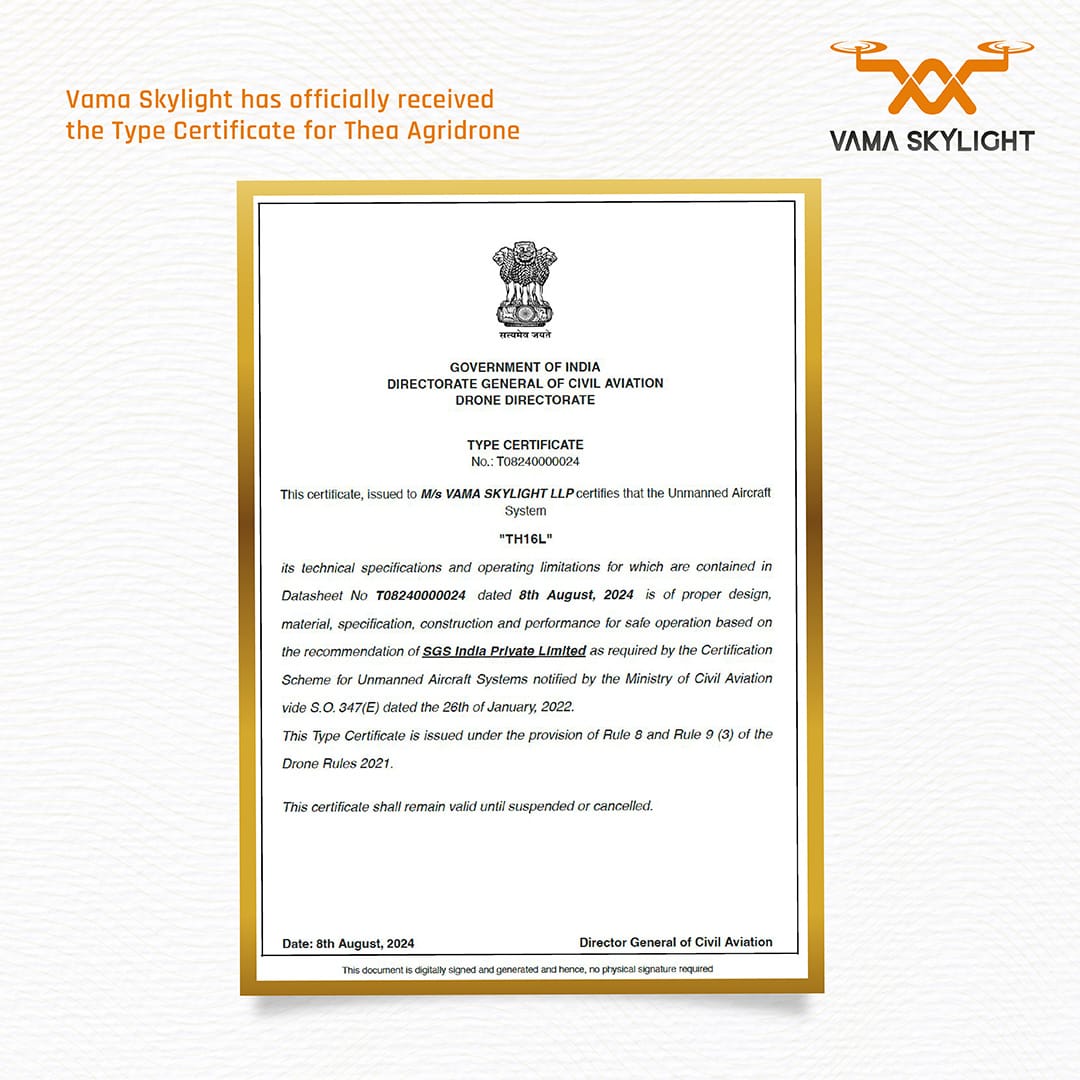 Vama Skylight has officially received
the Type Certificate for Thea Agridrone
VAMA SKYLIGHT
सत्यमेव जयते
GOVERNMENT OF INDIA
DIRECTORATE GENERAL OF CIVIL AVIATION
DRONE DIRECTORATE
TYPE CERTIFICATE
No.: T08240000024
This certificate, issued to M/s VAMA SKYLIGHT LLP certifies that the Unmanned Aircraft
System
"TH16L"
its technical specifications and operating limitations for which are contained in
Datasheet No T08240000024 dated 8th August, 2024 is of proper design,
material, specification, construction and performance for safe operation based on
the recommendation of SGS India Private Limited as required by the Certification
Scheme for Unmanned Aircraft Systems notified by the Ministry of Civil Aviation
vide S.O. 347(E) dated the 26th of January, 2022.
This Type Certificate is issued under the provision of Rule 8 and Rule 9 (3) of the
Drone Rules 2021.
This certificate shall remain valid until suspended or cancelled.
Date: 8th August, 2024 Director General of Civil Aviation
This document is digitally signed and generated and hence, no physical signature required